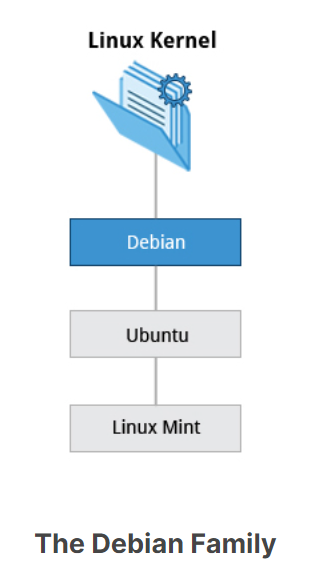 Linux Kernel
Debian
Ubuntu
Linux Mint
The Debian Family